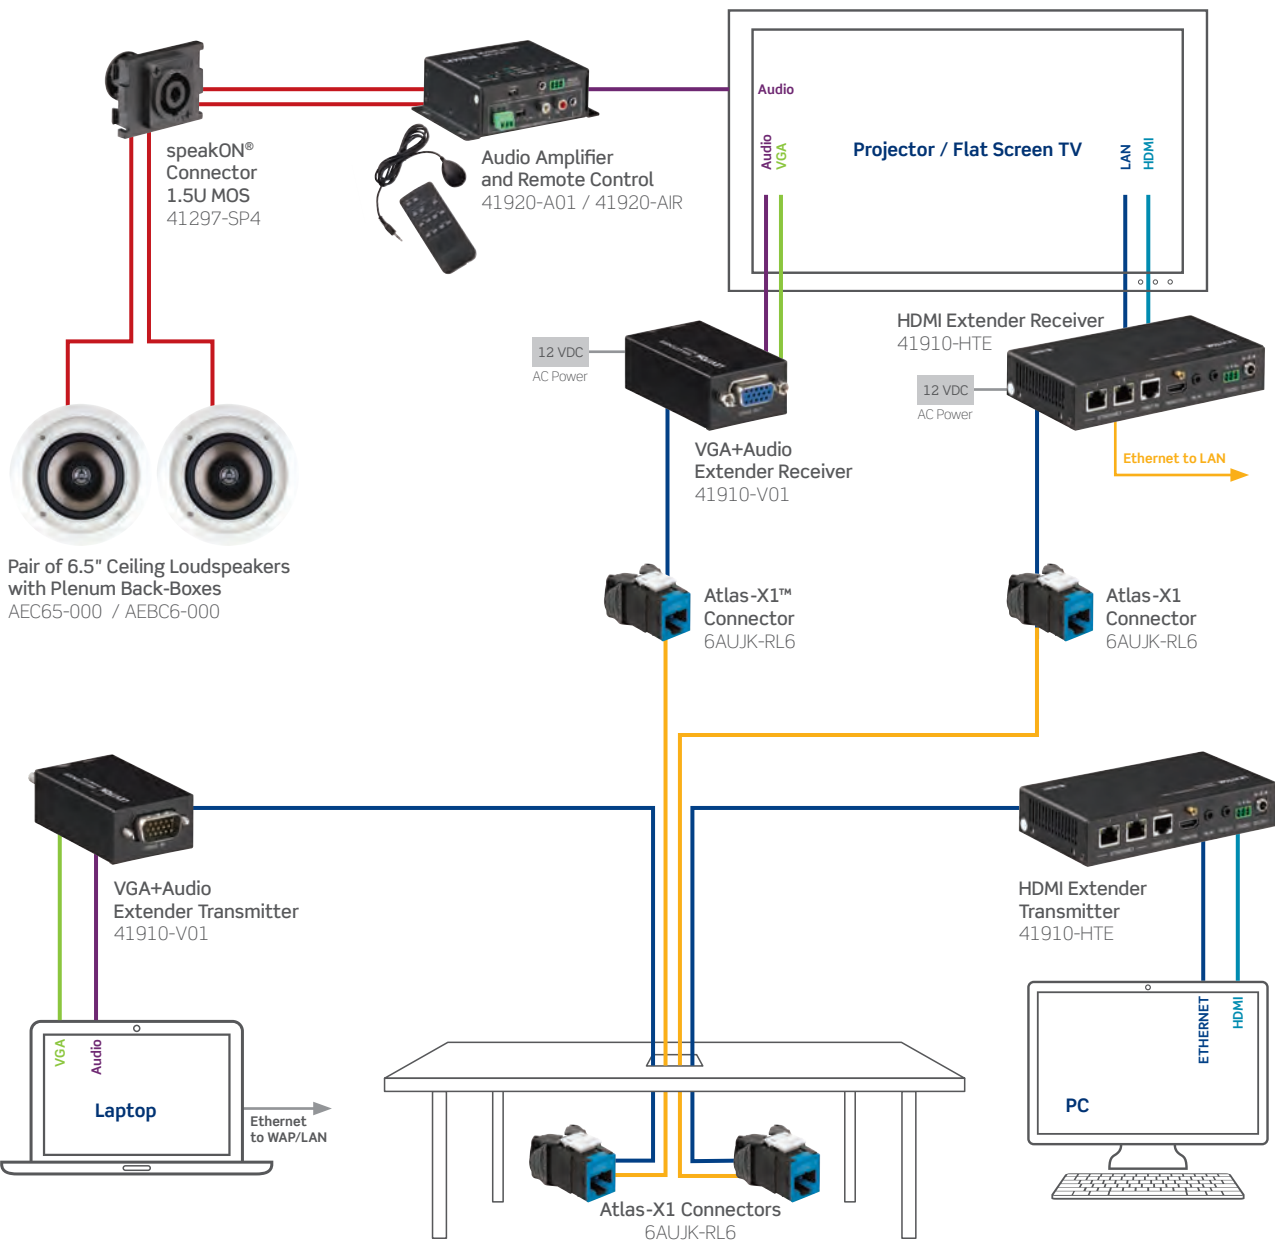 speakON®
Connector
1.5U MOS
41297-SP4
Audio Amplifier
and Remote Control
41920-A01 / 41920-AIR
Audio
Audio
VGA
Projector / Flat Screen TV
LAN
HDMI
12 VDC
AC Power
VGA+Audio
Extender Receiver
41910-V01
HDMI Extender Receiver
41910-HTE
12 VDC
AC Power
Ethernet to LAN
Pair of 6.5" Ceiling Loudspeakers
with Plenum Back-Boxes
AEC65-000 / AEBC6-000
Atlas-X1™
Connector
6AUJK-RL6
Atlas-X1
Connector
6AUJK-RL6
VGA+Audio
Extender Transmitter
41910-V01
HDMI Extender
Transmitter
41910-HTE
VGA
Audio
Laptop
Ethernet
to WAP/LAN
ETHERNET
HDMI
PC
Atlas-X1 Connectors
6AUJK-RL6